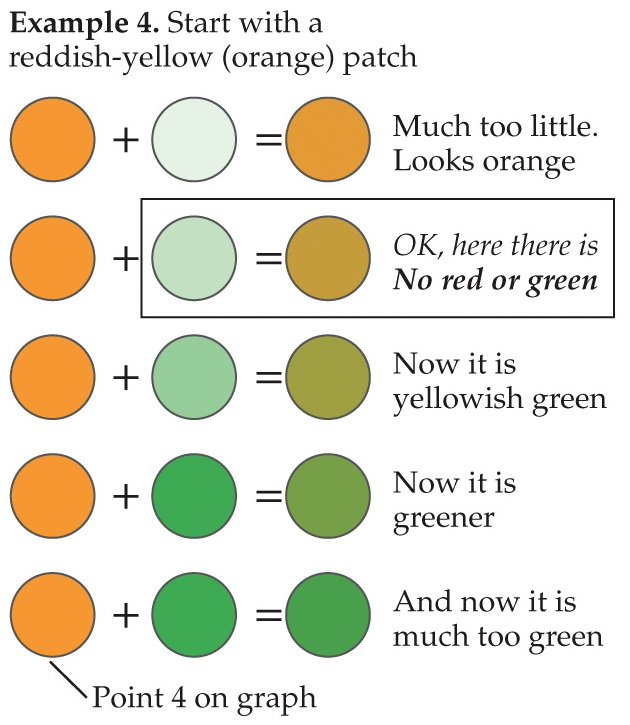 Example 4. Start with a
reddish-yellow (orange) patch
+ = Much too little.
Looks orange
+ = OK, here there is
No red or green
+ = Now it is
yellowish green
+ = Now it is
greener
+ = And now it is
much too green
Point 4 on graph